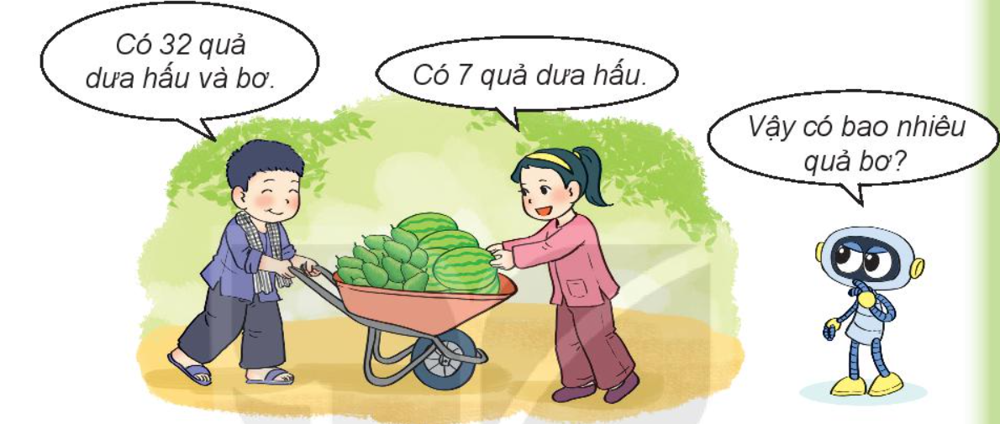 Có 32 quả
dưa hấu và bơ.
Có 7 quả dưa hấu.
Vậy có bao nhiêu
quả bơ?